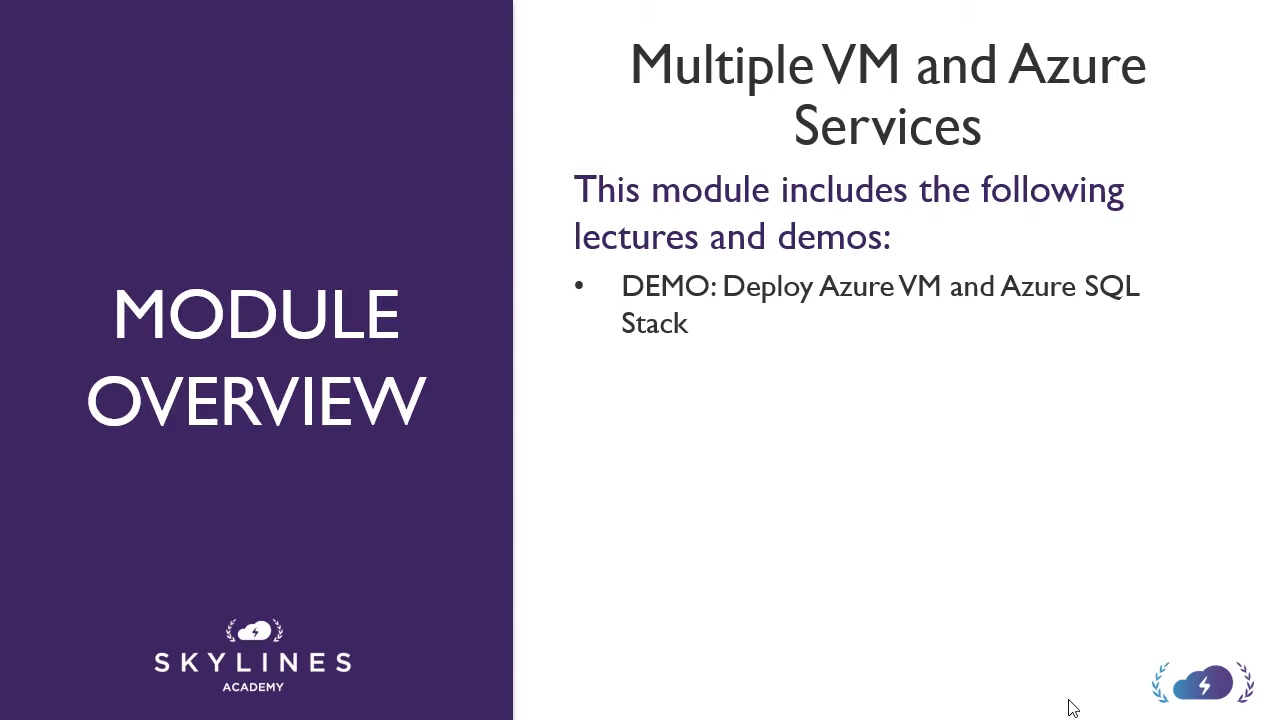 MODULE
OVERVIEW
SKYLINES
ACADEMY
Multiple VM and Azure
Services
This module includes the following
lectures and demos:
• DEMO: Deploy Azure VM and Azure SQL
Stack